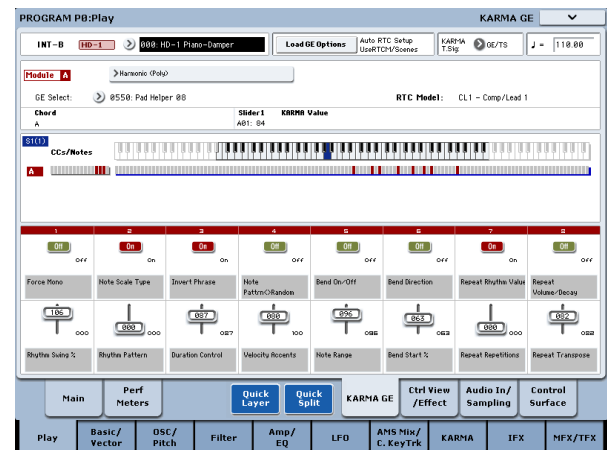 PROGRAM P0:Play KARMA GE
INT-B HD-1 000: HD-1 Piano-Damper Load GE Options Auto RTC Setup UseRTCM/Scenes KARMA T.Sig: GE/TS ♩= 110.00
Module A Harmonic (Poly)
GE Select: 0550: Pad Helper 08 RTC Model: CL1 - Comp/Lead 1
Chord Slider1 KARMA Value
A A01: 84
S1(1)
CCs/Notes
A
1 2 3 4 5 6 7 8
Off On On Off Off Off On Off
Off On On Off Off Off On Off
Force Mono Note Scale Type Invert Phrase Note Pattrn<>Random Bend On/Off Bend Direction Repeat Rhythm Value Repeat Volume/Decay
106 000 087 080 096 063 000 082
000 000 087 100 096 063 000 082
Rhythm Swing % Rhythm Pattern Duration Control Velocity Accents Note Range Bend Start % Repeat Repetitions Repeat Transpose
Main Perf Meters Quick Layer Quick Split KARMA GE Ctrl View /Effect Audio In/ Sampling Control Surface
Play Basic/ Vector OSC/ Pitch Filter Amp/ EQ LFO AMS Mix/ C. KeyTrk KARMA IFX MFX/TFX